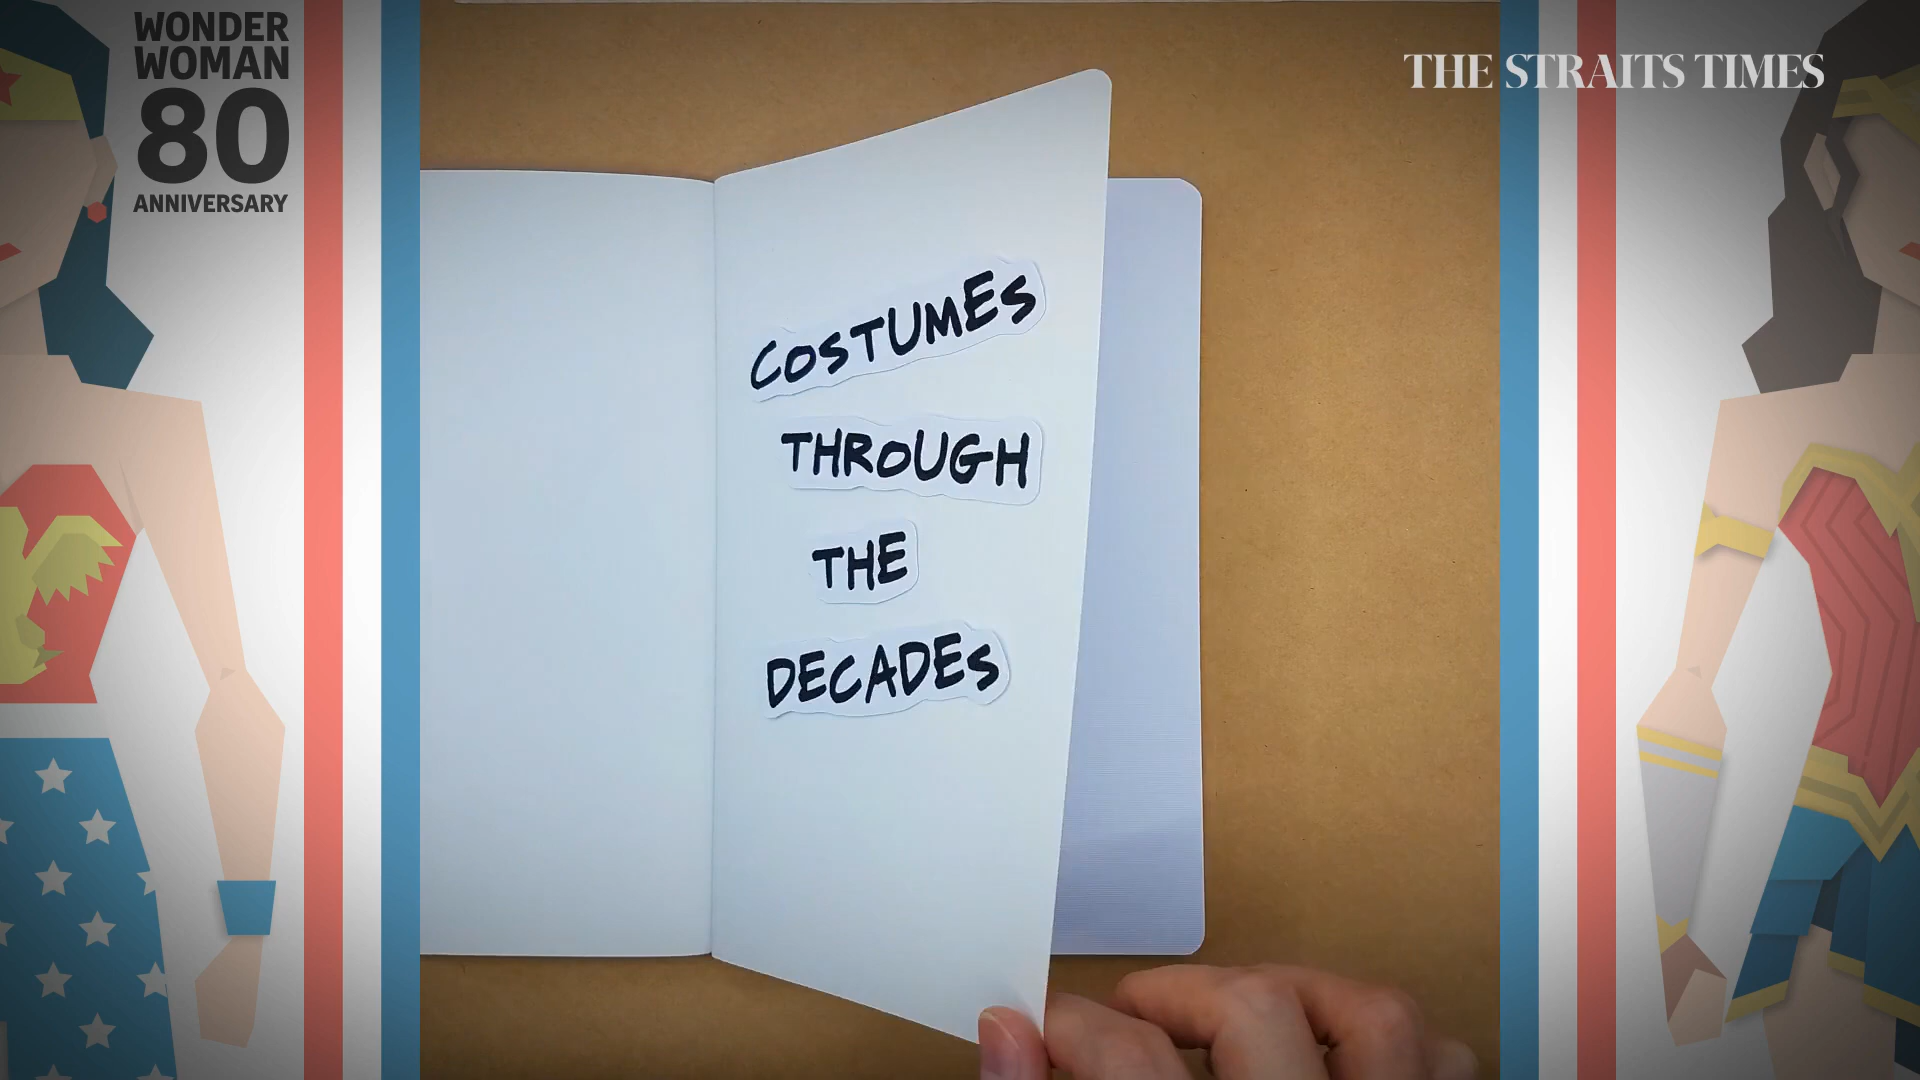 WONDER
WOMAN
80
ANNIVERSARY
THE STRAITS TIMES
COSTUMES
THROUGH
THE
DECADES